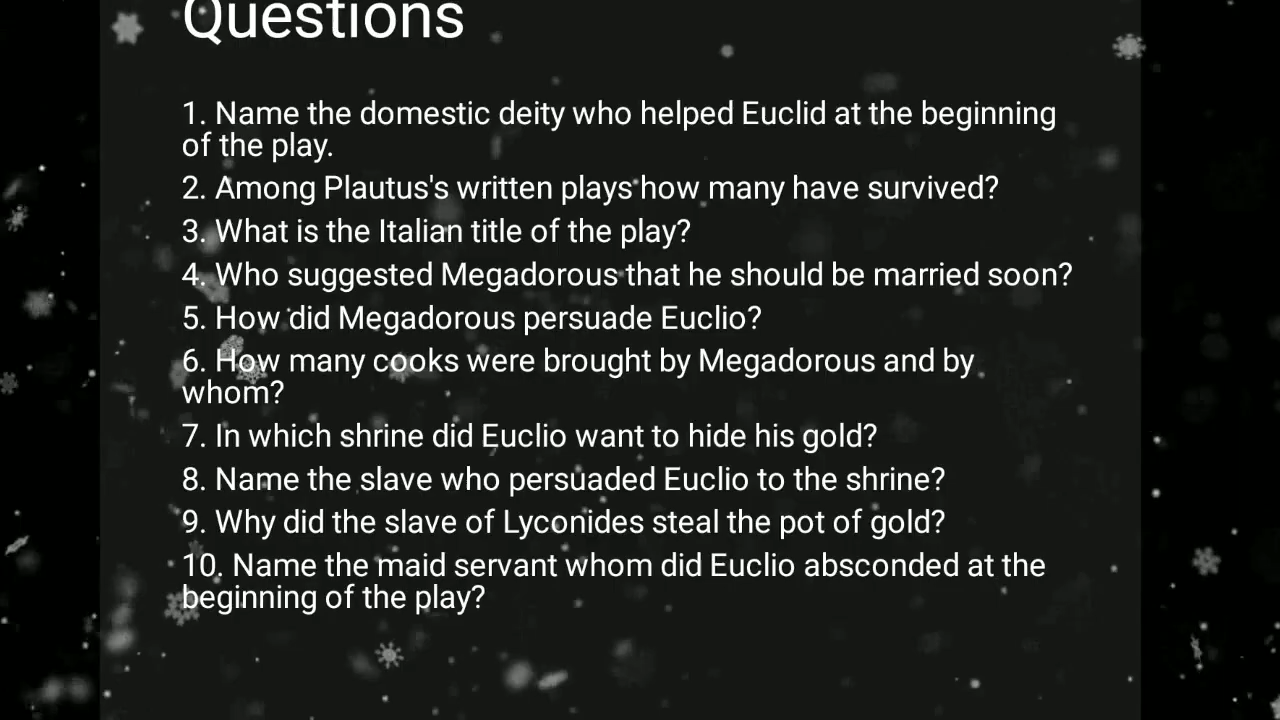 Questions
1. Name the domestic deity who helped Euclid at the beginning
of the play.
2. Among Plautus's written plays how many have survived?
3. What is the Italian title of the play?
4. Who suggested Megadorous that he should be married soon?
5. How did Megadorous persuade Euclio?
6. How many cooks were brought by Megadorous and by
whom?
7. In which shrine did Euclio want to hide his gold?
8. Name the slave who persuaded Euclio to the shrine?
9. Why did the slave of Lyconides steal the pot of gold?
10. Name the maid servant whom did Euclio absconded at the
beginning of the play?